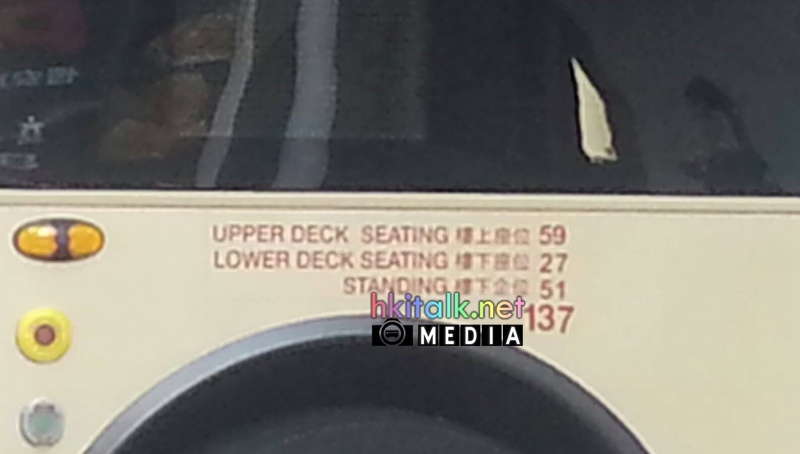 UPPER DECK SEATING 樓上座位 59
LOWER DECK SEATING 樓下座位 27
STANDING 樓下企位 51
hkitalk.net
137
MEDIA